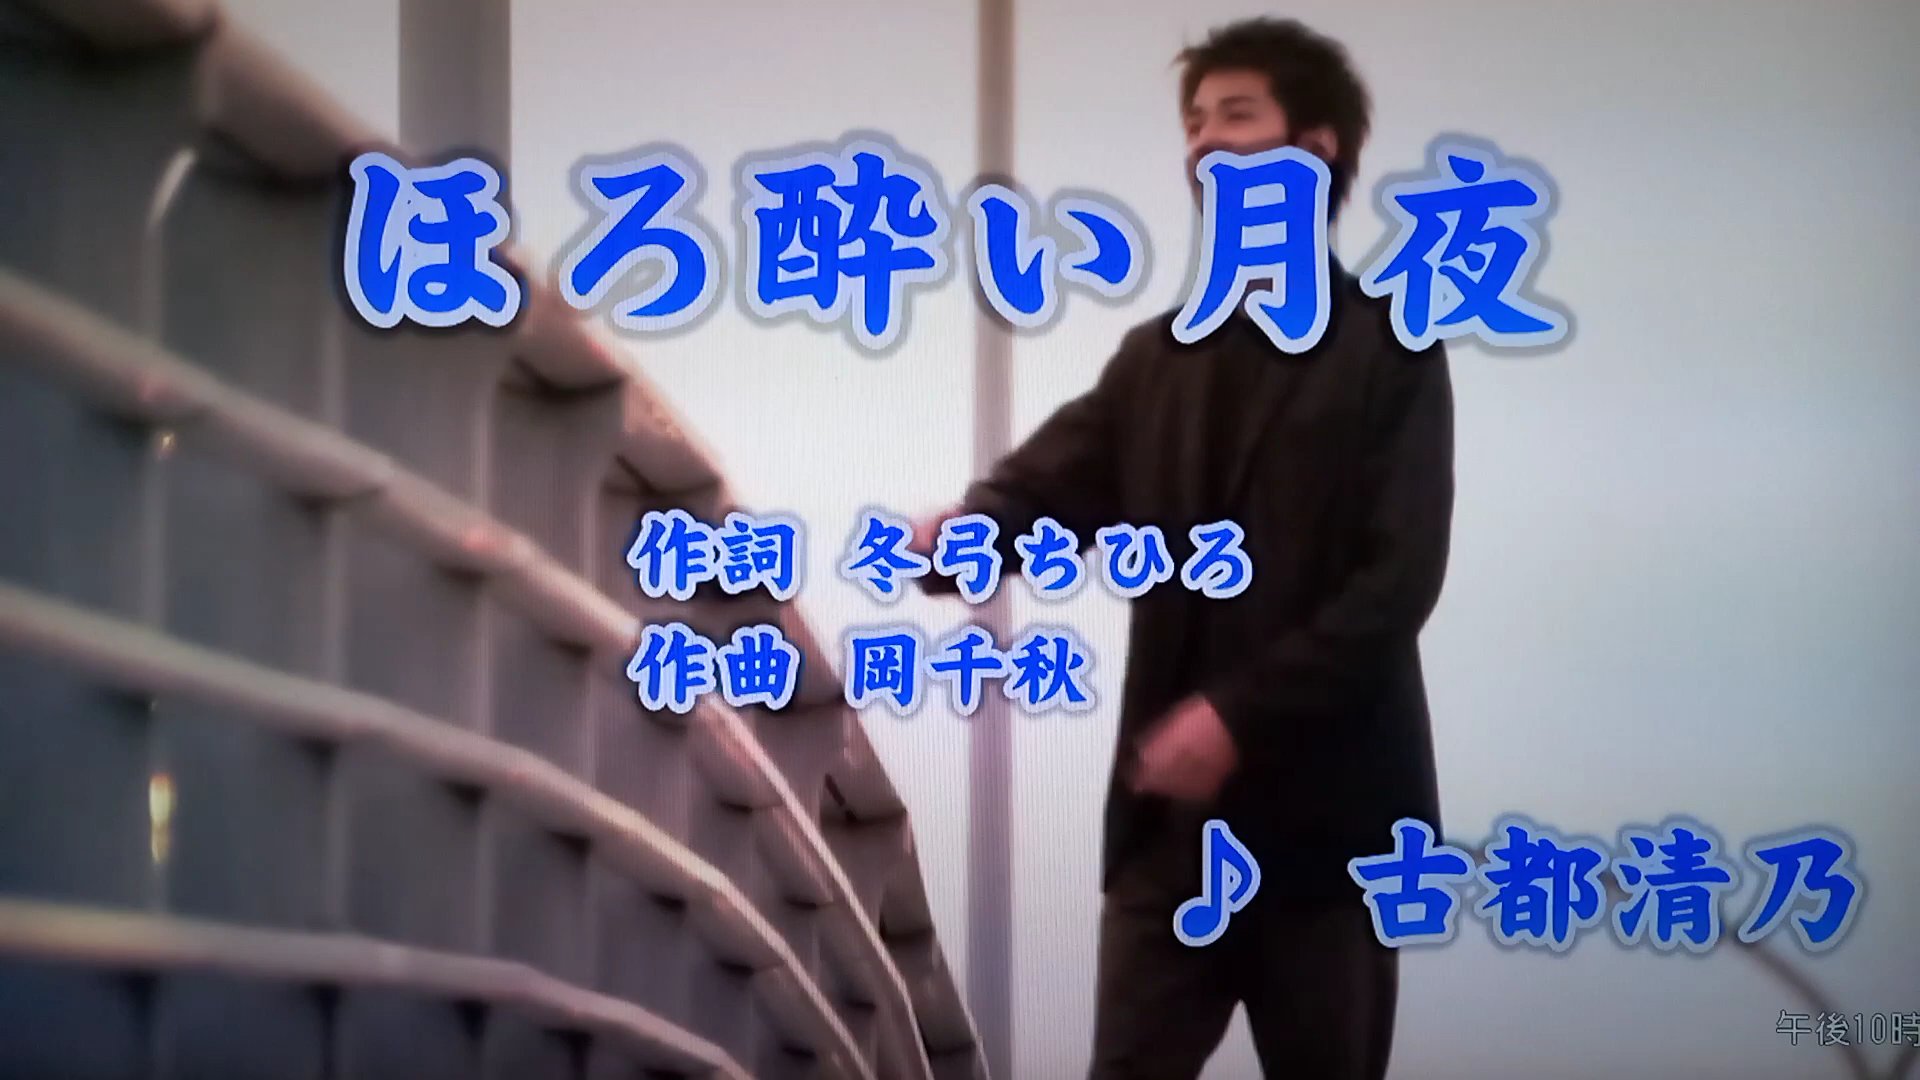 ほろ酔い月夜
作詞 冬弓ちひろ
作曲 岡千秋
♪ 古都清乃
午後10時